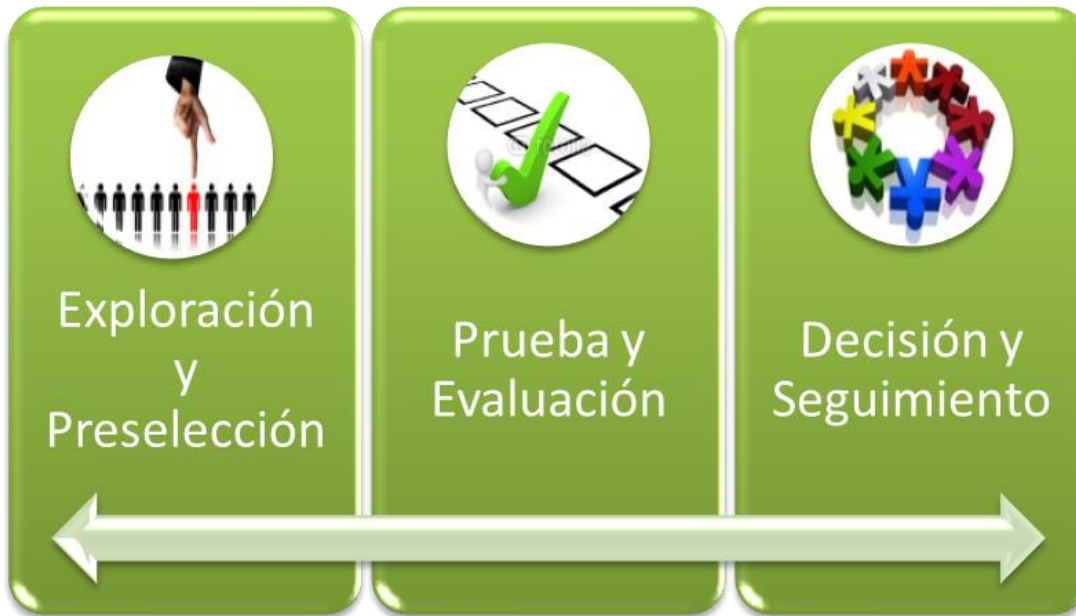 Exploración
y
Preselección
Prueba y
Evaluación
Decisión y
Seguimiento